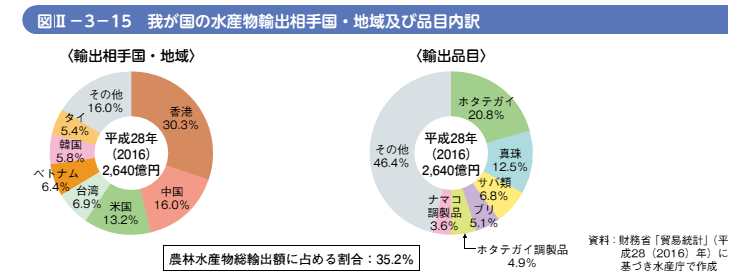 図Ⅱ－3－15　我が国の水産物輸出相手国・地域及び品目内訳
〈輸出相手国・地域〉
香港
30.3%
中国
16.0%
米国
13.2%
台湾
6.9%
ベトナム
6.4%
韓国
5.8%
タイ
5.4%
その他
16.0%
平成28年
（2016）
2,640億円
〈輸出品目〉
ホタテガイ
20.8%
真珠
12.5%
サバ類
6.8%
ブリ
5.1%
ホタテガイ調製品
4.9%
ナマコ
調製品
3.6%
その他
46.4%
平成28年
（2016）
2,640億円
農林水産物総輸出額に占める割合：35.2%
資料：財務省「貿易統計」（平
成28（2016）年）に
基づき水産庁で作成